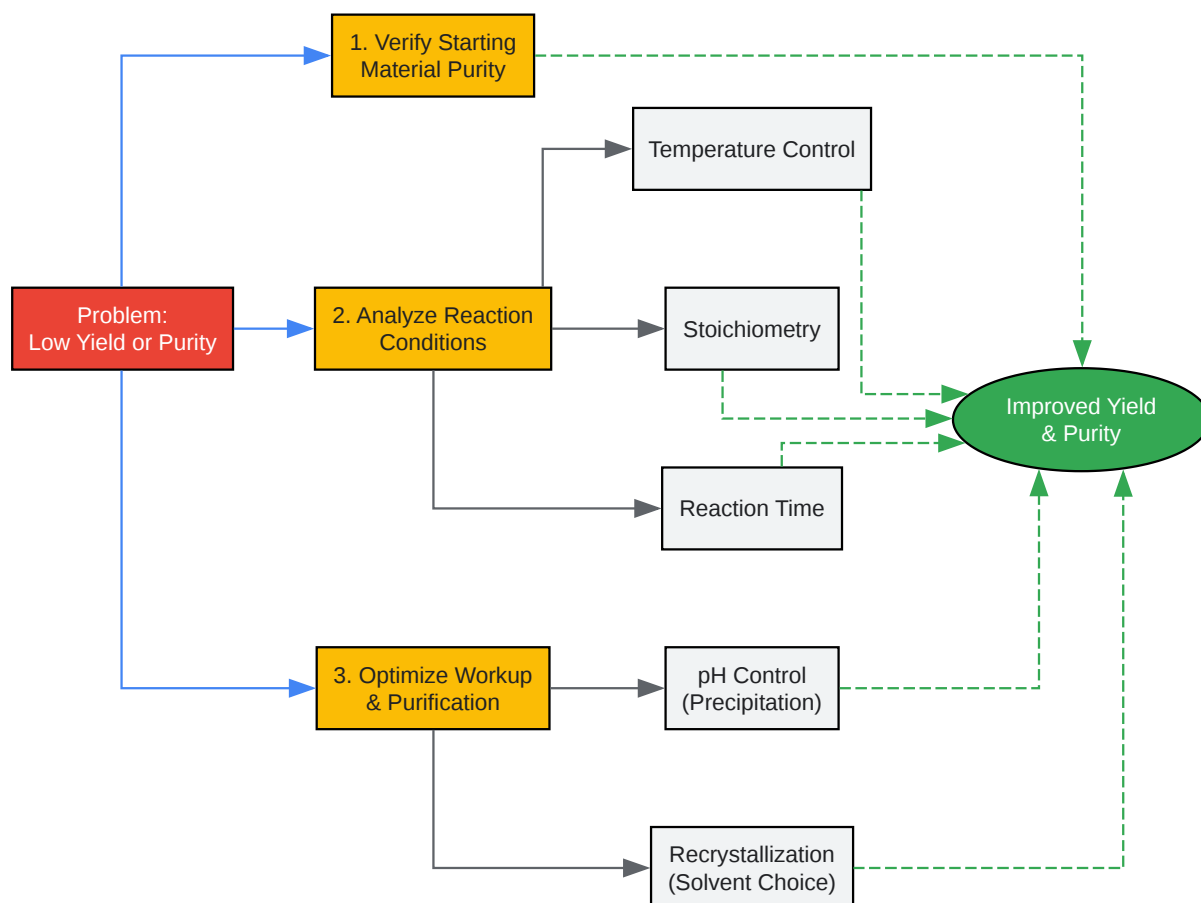 1. Verify Starting
Material Purity
Temperature Control
Problem:
Low Yield or Purity
2. Analyze Reaction
Conditions
Stoichiometry
Improved Yield
& Purity
Reaction Time
3. Optimize Workup
& Purification
pH Control
(Precipitation)
Recrystallization
(Solvent Choice)